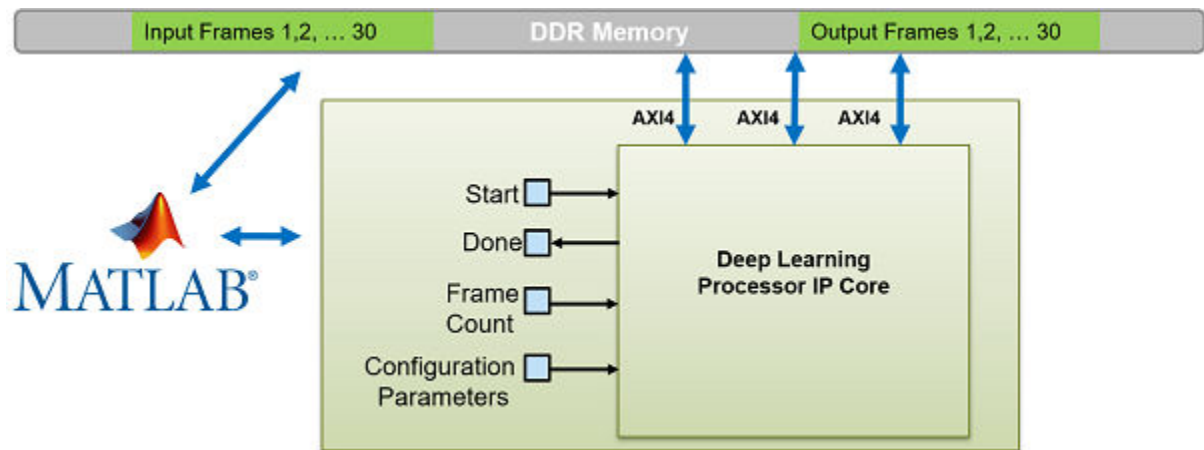 Input Frames 1,2, … 30
DDR Memory
Output Frames 1,2, … 30
AXI4
AXI4
AXI4
Start
Done
Frame
Count
Configuration
Parameters
Deep Learning
Processor IP Core
MATLAB®